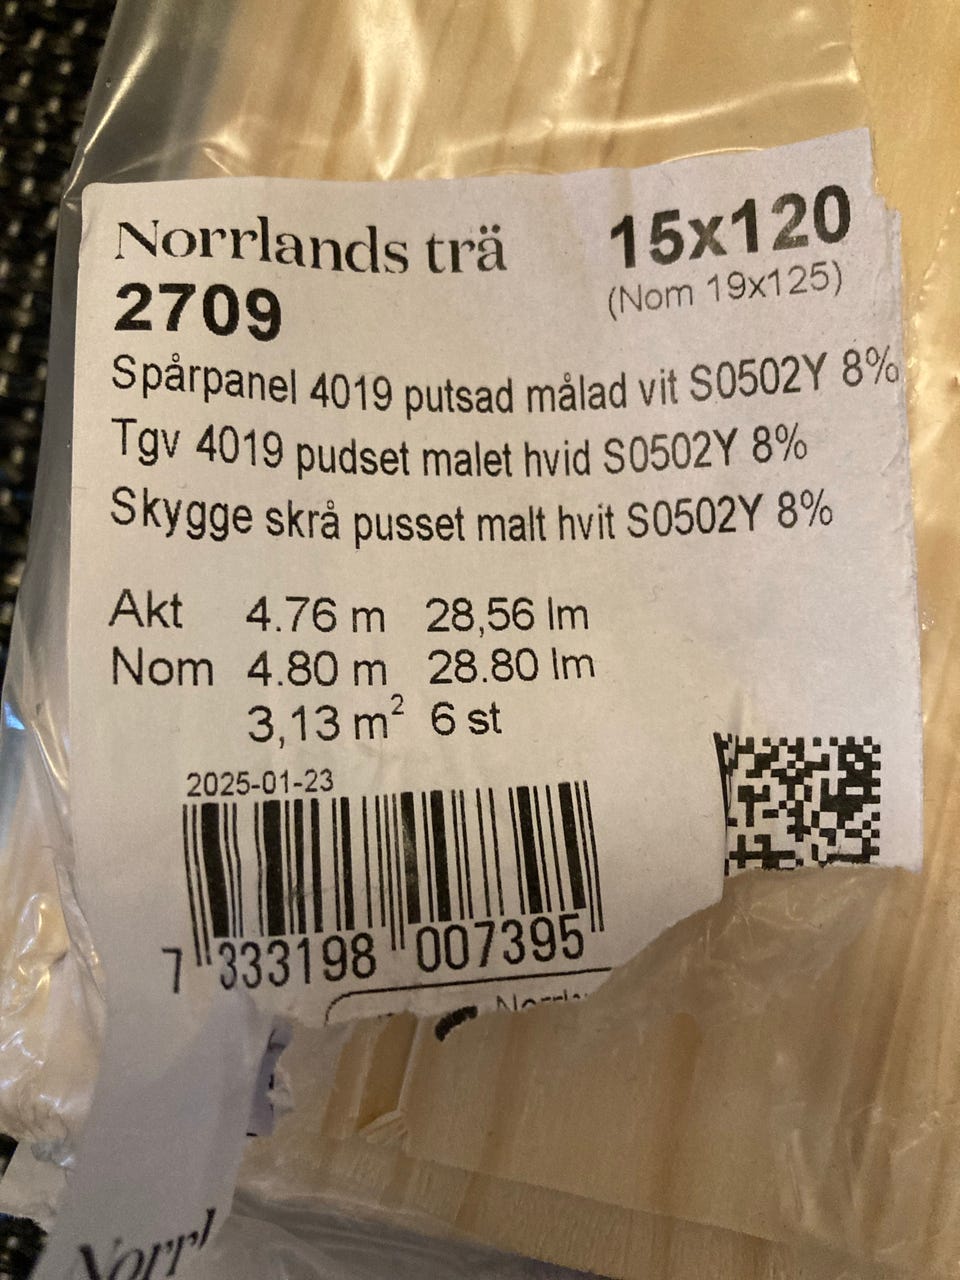 Norrlands trä
15x120
(Nom 19x125)
2709
Spårpanel 4019 putsad målad vit S0502Y 8%
Tgv 4019 pudset malet hvid S0502Y 8%
Skygge skrå pusset malt hvit S0502Y 8%
Akt 4.76 m 28,56 lm
Nom 4.80 m 28.80 lm
3,13 m² 6 st
2025-01-23
7 333198 007395